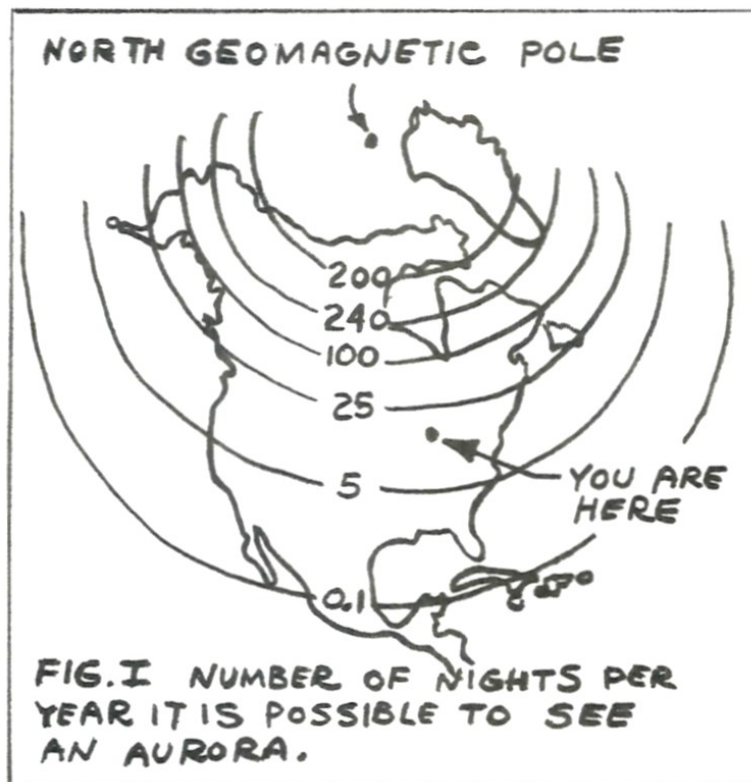 NORTH GEOMAGNETIC POLE
200
240
100
25
5
YOU ARE
HERE
0.1
FIG. I NUMBER OF NIGHTS PER
YEAR IT IS POSSIBLE TO SEE
AN AURORA.